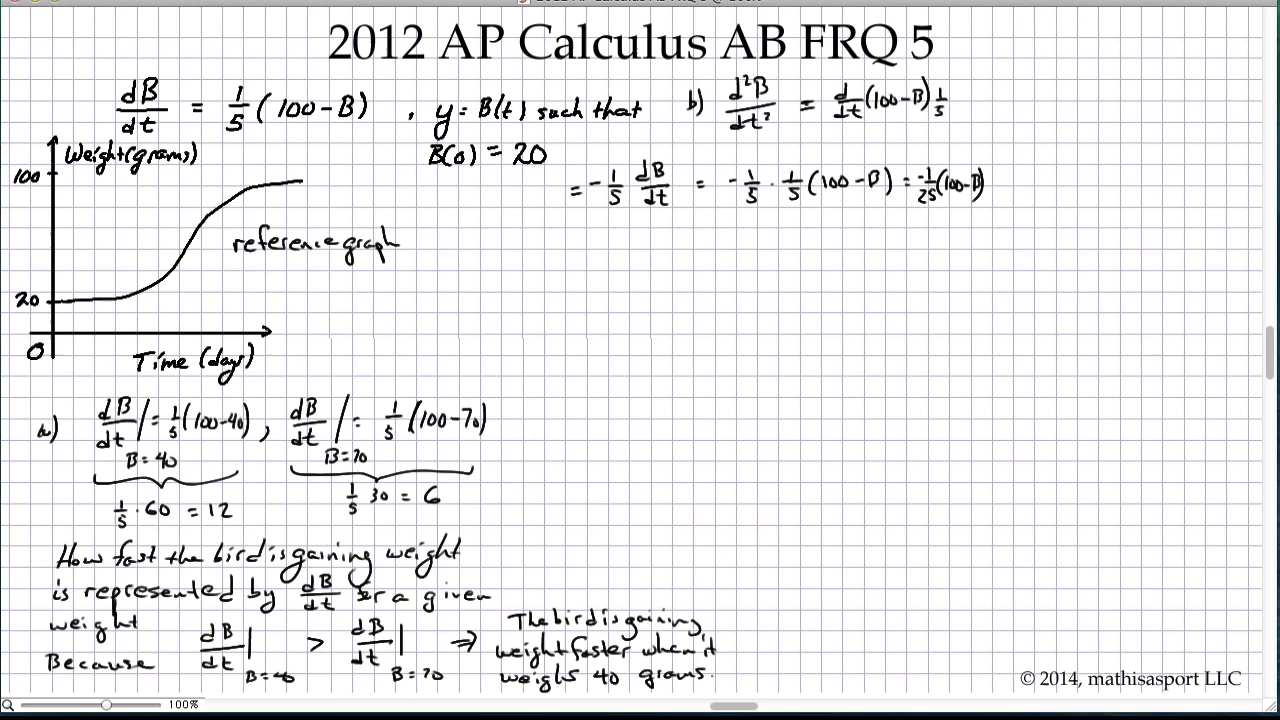 2012 AP Calculus AB FRQ 5
dB/dt = 1/5 (100-B) , y = B(t) such that
B(0) = 20
Weight (grams)
100
reference graph
20
0
Time (days)
a) dB/dt |B=40 = 1/5 (100-40) , dB/dt |B=70 = 1/5 (100-70)
1/5 · 60 = 12
1/5 30 = 6
How fast the bird is gaining weight
is represented by dB/dt for a given
weight
Because dB/dt |B=40 > dB/dt |B=70 ⇒ The bird is gaining
weight faster when it
weighs 40 grams.
b) d²B/dt² = d/dt (100-B) 1/5
= -1/5 dB/dt = -1/5 · 1/5 (100-B) = -1/25 (100-B)
© 2014, mathisasport LLC
100%